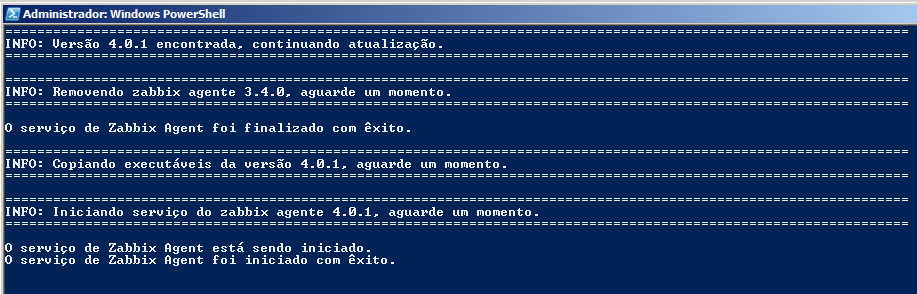 Administrador: Windows PowerShell
================================================================================================================
INFO: Versão 4.0.1 encontrada, continuando atualização.
================================================================================================================
================================================================================================================
INFO: Removendo zabbix agente 3.4.0, aguarde um momento.
================================================================================================================
O serviço de Zabbix Agent foi finalizado com êxito.
================================================================================================================
INFO: Copiando executáveis da versão 4.0.1, aguarde um momento.
================================================================================================================
================================================================================================================
INFO: Iniciando serviço do zabbix agente 4.0.1, aguarde um momento.
================================================================================================================
O serviço de Zabbix Agent está sendo iniciado.
O serviço de Zabbix Agent foi iniciado com êxito.